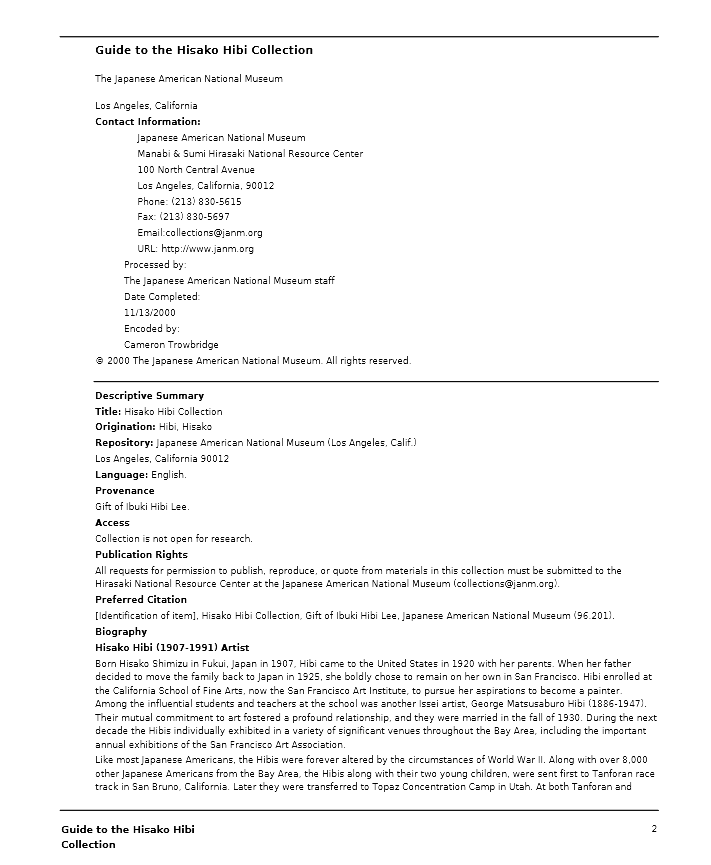 Guide to the Hisako Hibi Collection
The Japanese American National Museum
Los Angeles, California
Contact Information:
Japanese American National Museum
Manabi & Sumi Hirasaki National Resource Center
100 North Central Avenue
Los Angeles, California, 90012
Phone: (213) 830-5615
Fax: (213) 830-5697
Email:collections@janm.org
URL: http://www.janm.org
Processed by:
The Japanese American National Museum staff
Date Completed:
11/13/2000
Encoded by:
Cameron Trowbridge
© 2000 The Japanese American National Museum. All rights reserved.
Descriptive Summary
Title: Hisako Hibi Collection
Origination: Hibi, Hisako
Repository: Japanese American National Museum (Los Angeles, Calif.)
Los Angeles, California 90012
Language: English.
Provenance
Gift of Ibuki Hibi Lee.
Access
Collection is not open for research.
Publication Rights
All requests for permission to publish, reproduce, or quote from materials in this collection must be submitted to the
Hirasaki National Resource Center at the Japanese American National Museum (collections@janm.org).
Preferred Citation
[Identification of item], Hisako Hibi Collection, Gift of Ibuki Hibi Lee, Japanese American National Museum (96.201).
Biography
Hisako Hibi (1907-1991) Artist
Born Hisako Shimizu in Fukui, Japan in 1907, Hibi came to the United States in 1920 with her parents. When her father
decided to move the family back to Japan in 1925, she boldly chose to remain on her own in San Francisco. Hibi enrolled at
the California School of Fine Arts, now the San Francisco Art Institute, to pursue her aspirations to become a painter.
Among the influential students and teachers at the school was another Issei artist, George Matsusaburo Hibi (1886-1947).
Their mutual commitment to art fostered a profound relationship, and they were married in the fall of 1930. During the next
decade the Hibis individually exhibited in a variety of significant venues throughout the Bay Area, including the important
annual exhibitions of the San Francisco Art Association.
Like most Japanese Americans, the Hibis were forever altered by the circumstances of World War II. Along with over 8,000
other Japanese Americans from the Bay Area, the Hibis along with their two young children, were sent first to Tanforan race
track in San Bruno, California. Later they were transferred to Topaz Concentration Camp in Utah. At both Tanforan and
Guide to the Hisako Hibi
Collection
2